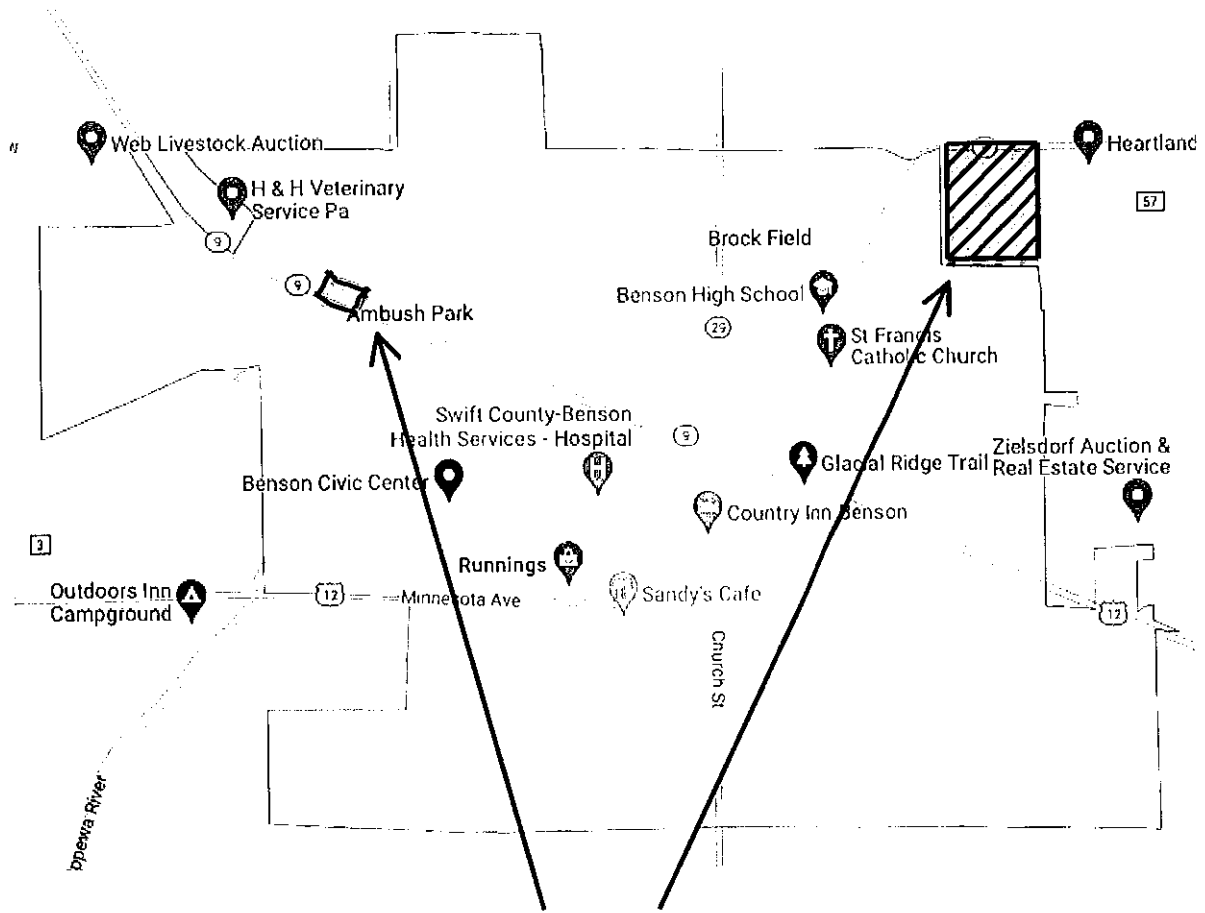 Web Livestock Auction
Heartland
H & H Veterinary
Service Pa
57
9
Brock Field
9
Benson High School
Ambush Park
29
St Francis
Catholic Church
Swift County-Benson
Health Services - Hospital
9
Zielsdorf Auction &
Real Estate Service
Glacial Ridge Trail
Benson Civic Center
Country Inn Benson
3
Runnings
Outdoors Inn
Campground
12
Minnesota Ave
Sandy's Cafe
12
Church St
ppewa River